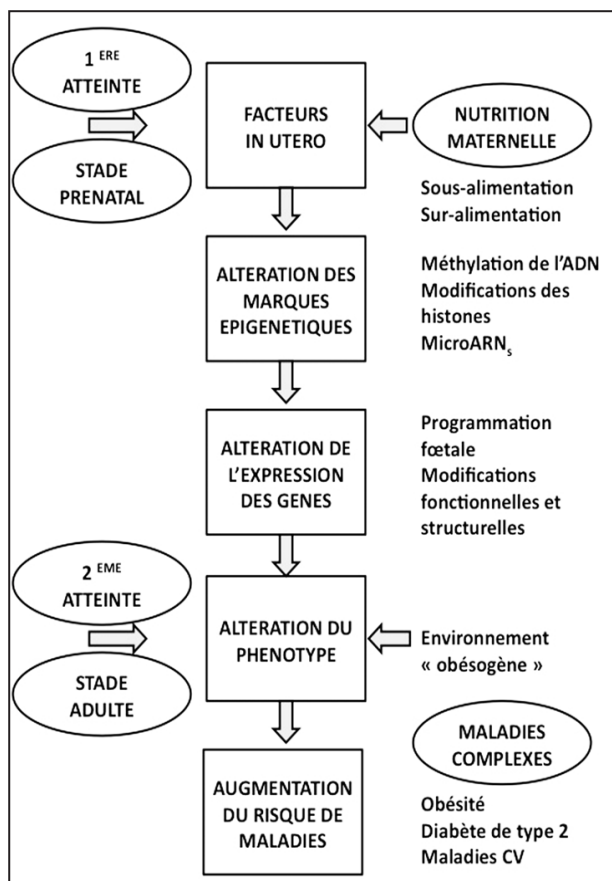 1 ERE
ATTEINTE
STADE
PRENATAL
FACTEURS
IN UTERO
NUTRITION
MATERNELLE
Sous-alimentation
Sur-alimentation
ALTERATION DES
MARQUES
EPIGENETIQUES
Méthylation de l’ADN
Modifications des
histones
MicroARNs
ALTERATION DE
L’EXPRESSION
DES GENES
Programmation
fœtale
Modifications
fonctionnelles et
structurelles
2 EME
ATTEINTE
STADE
ADULTE
ALTERATION DU
PHENOTYPE
Environnement
« obésogène »
AUGMENTATION
DU RISQUE DE
MALADIES
MALADIES
COMPLEXES
Obésité
Diabète de type 2
Maladies CV